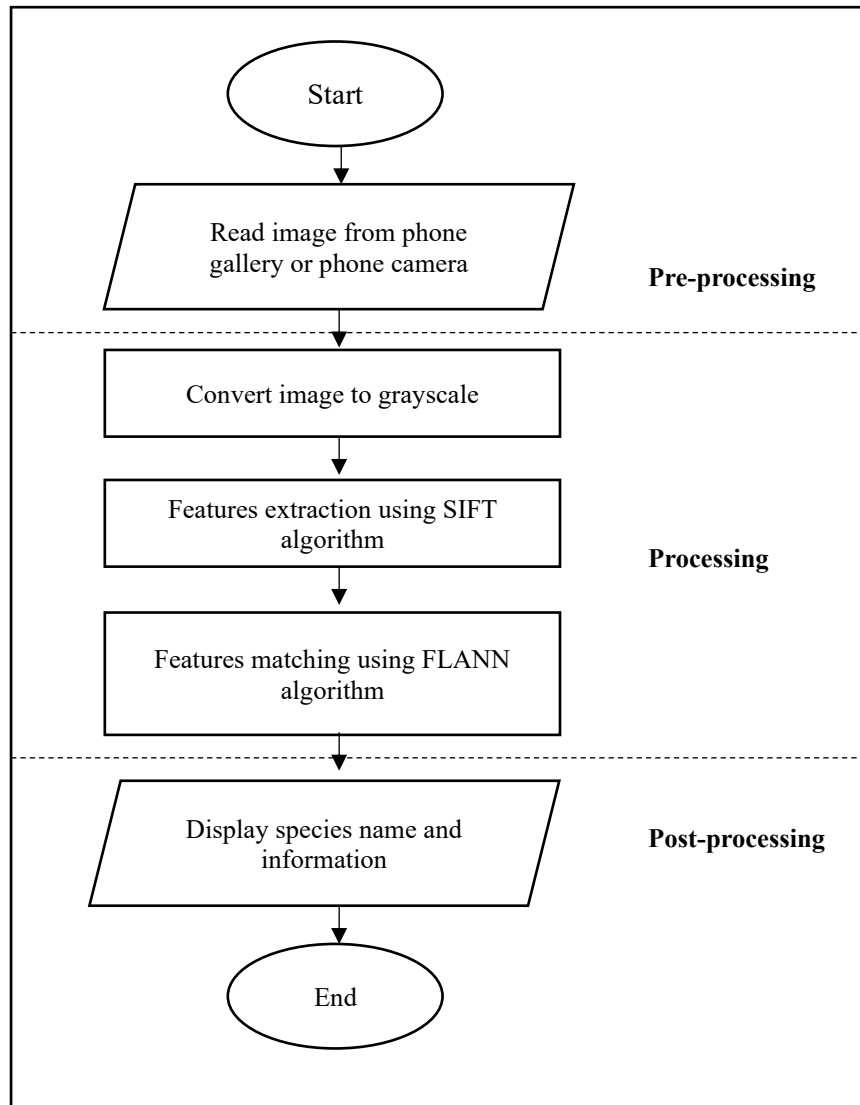 Start
Read image from phone
gallery or phone camera
Pre-processing
Convert image to grayscale
Features extraction using SIFT
algorithm
Processing
Features matching using FLANN
algorithm
Display species name and
information
Post-processing
End